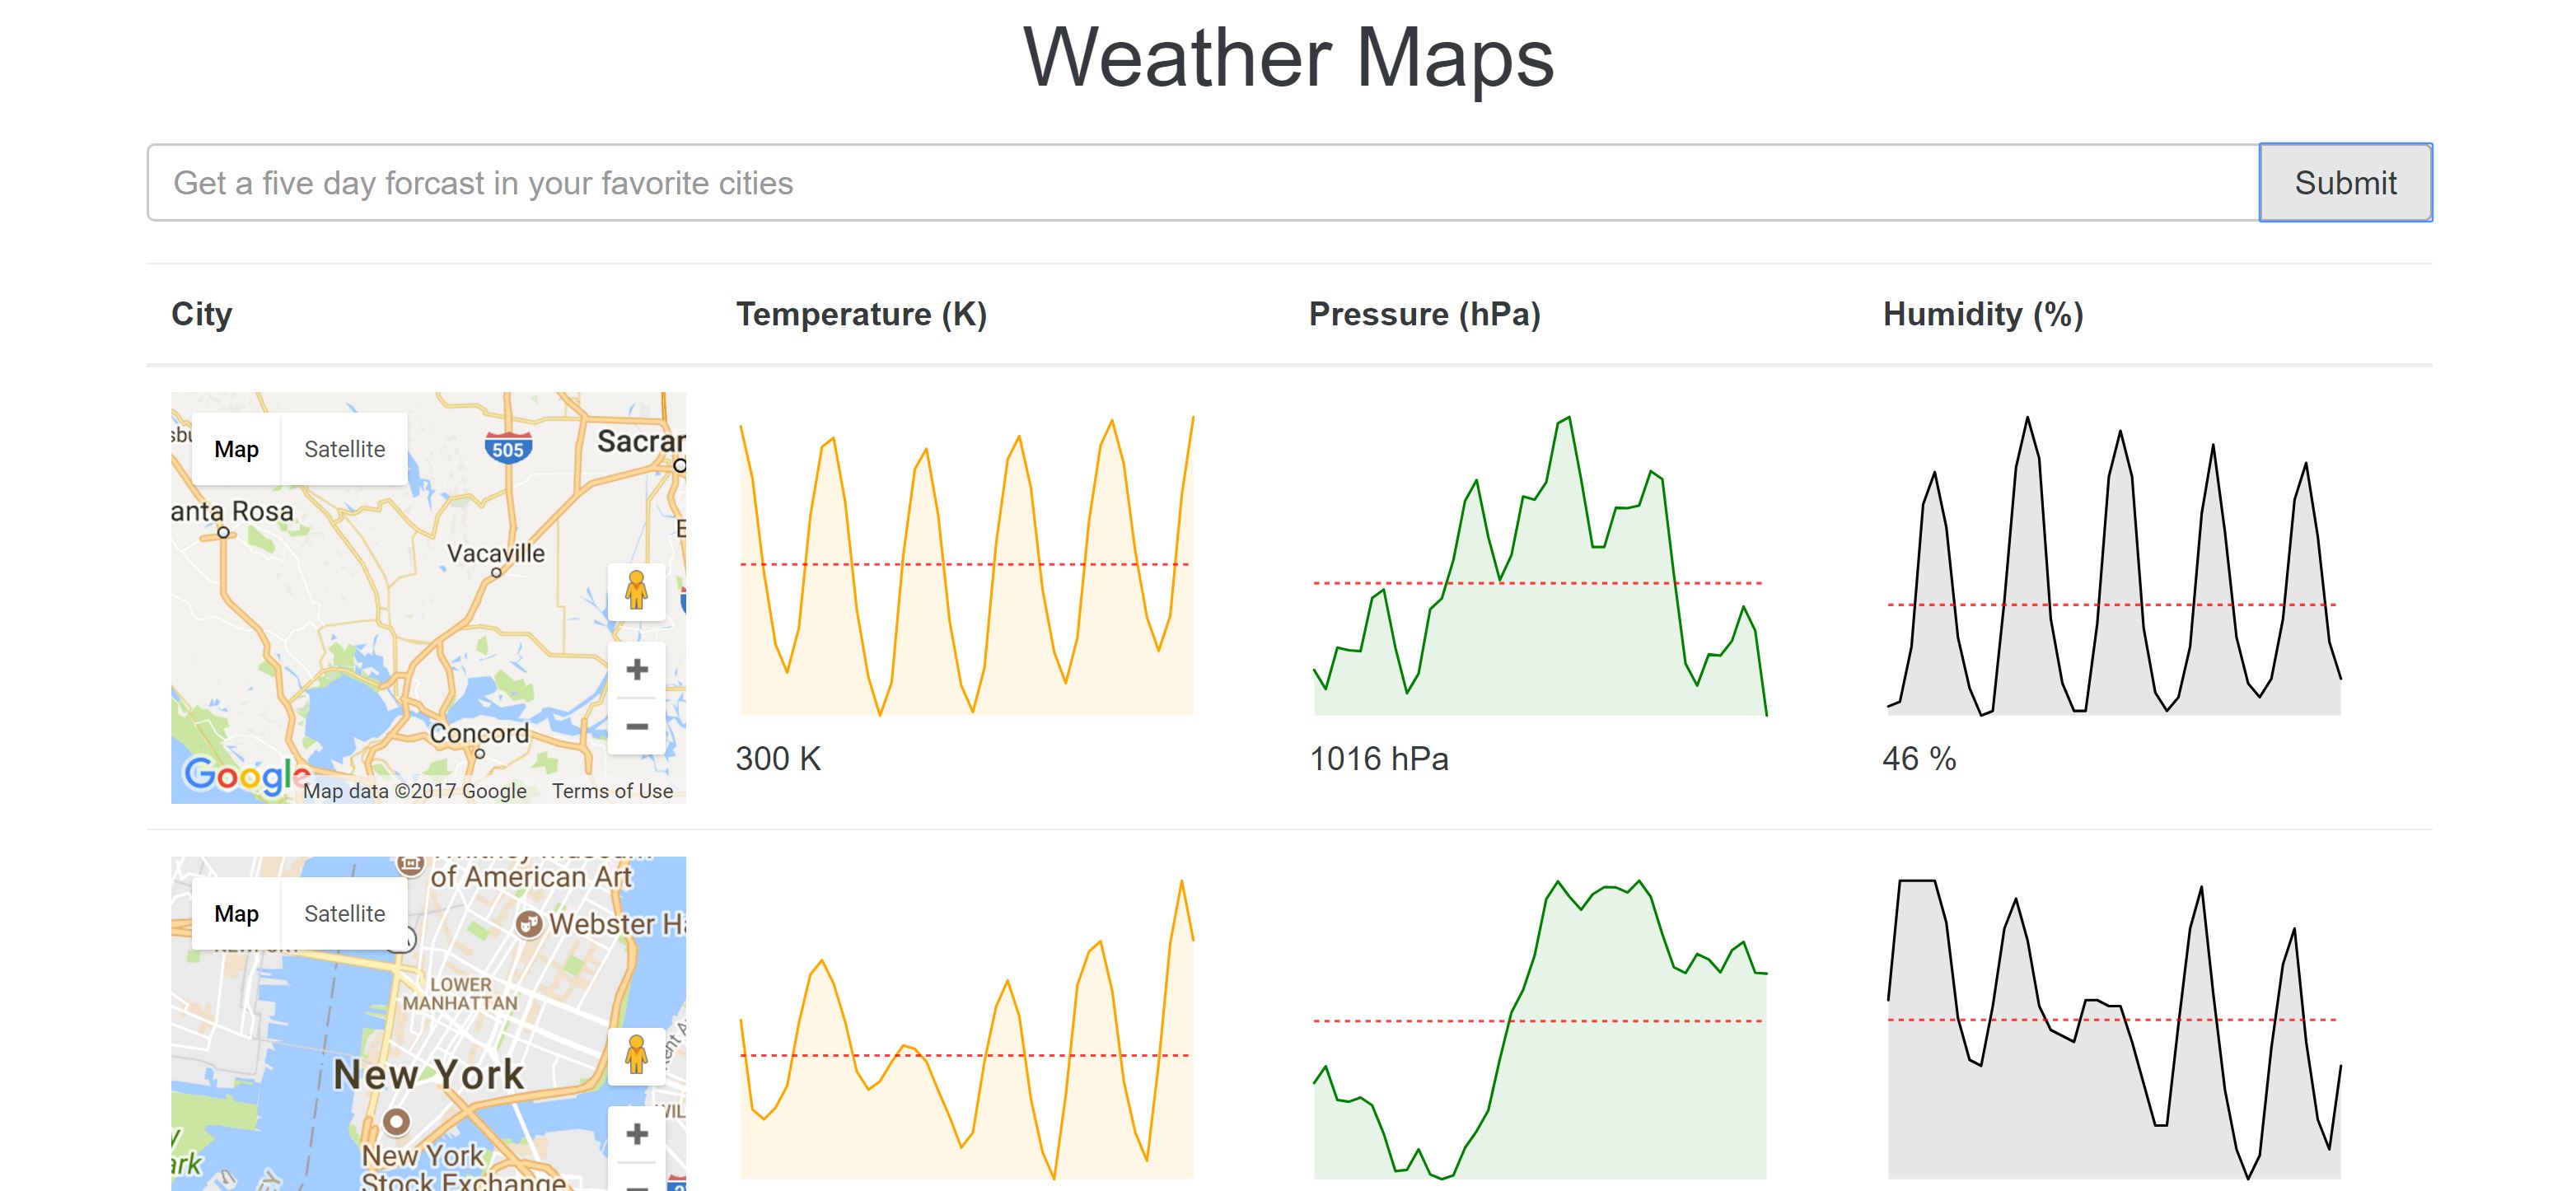 Weather Maps
Get a five day forcast in your favorite cities
Submit
City
Temperature (K)
Pressure (hPa)
Humidity (%)
Map
Satellite
505
Sacrar
anta Rosa
Vacaville
Concord
Google
Map data ©2017 Google
Terms of Use
300 K
1016 hPa
46 %
of American Art
Map
Satellite
Webster Ha
LOWER
MANHATTAN
New York
New York
Stock Exchange
ark